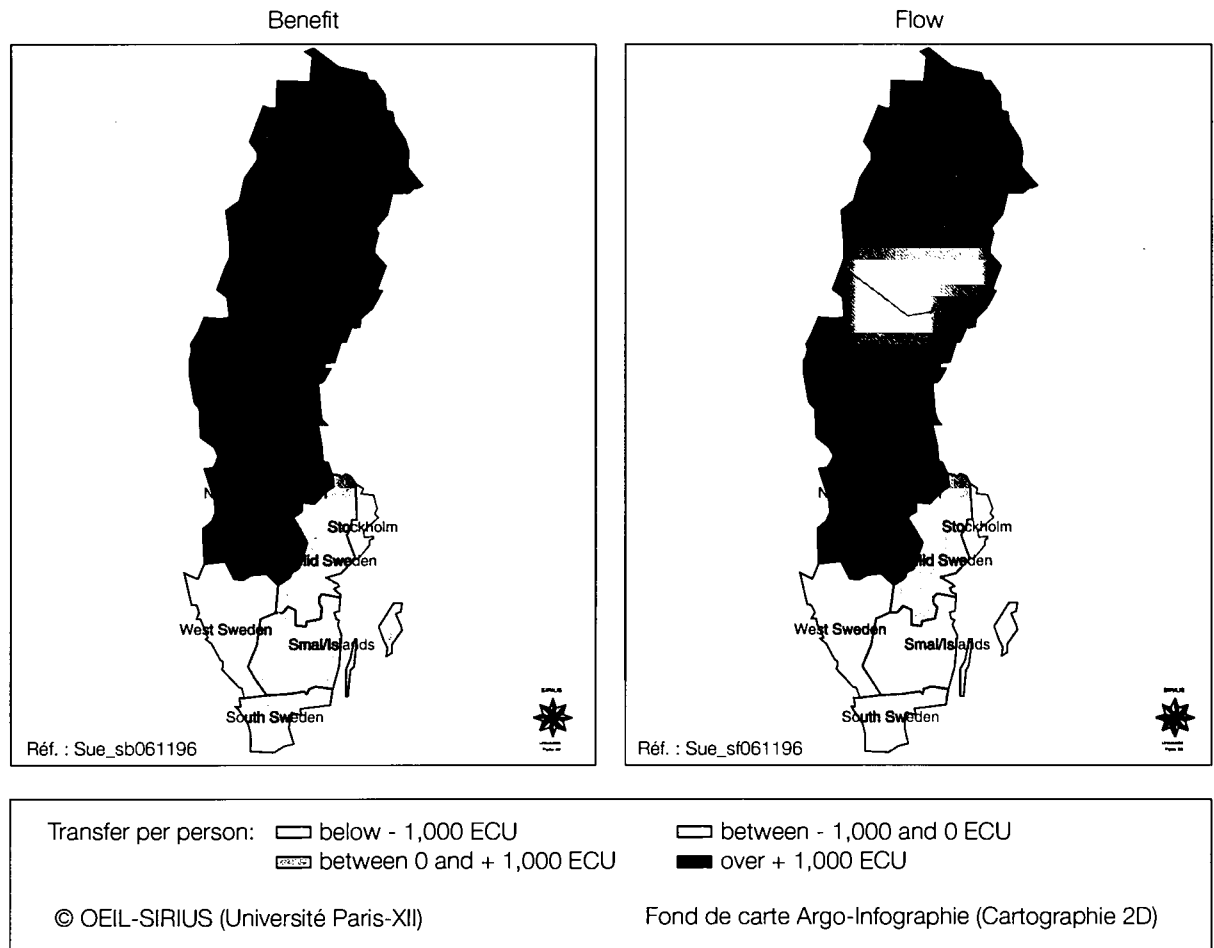 Benefit
Flow
Stockholm
Mid Sweden
West Sweden
Smal/Islands
South Sweden
SIRIUS
Réf. : Sue_sb061196
Stockholm
Mid Sweden
West Sweden
Smal/Islands
South Sweden
SIRIUS
Réf. : Sue_sf061196
Transfer per person: below - 1,000 ECU between - 1,000 and 0 ECU
between 0 and + 1,000 ECU over + 1,000 ECU
© OEIL-SIRIUS (Université Paris-XII) Fond de carte Argo-Infographie (Cartographie 2D)